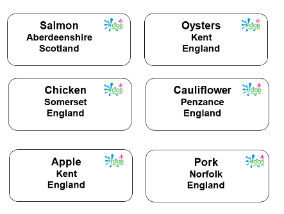 Salmon
Aberdeenshire
Scotland
Oysters
Kent
England
Chicken
Somerset
England
Cauliflower
Penzance
England
Apple
Kent
England
Pork
Norfolk
England